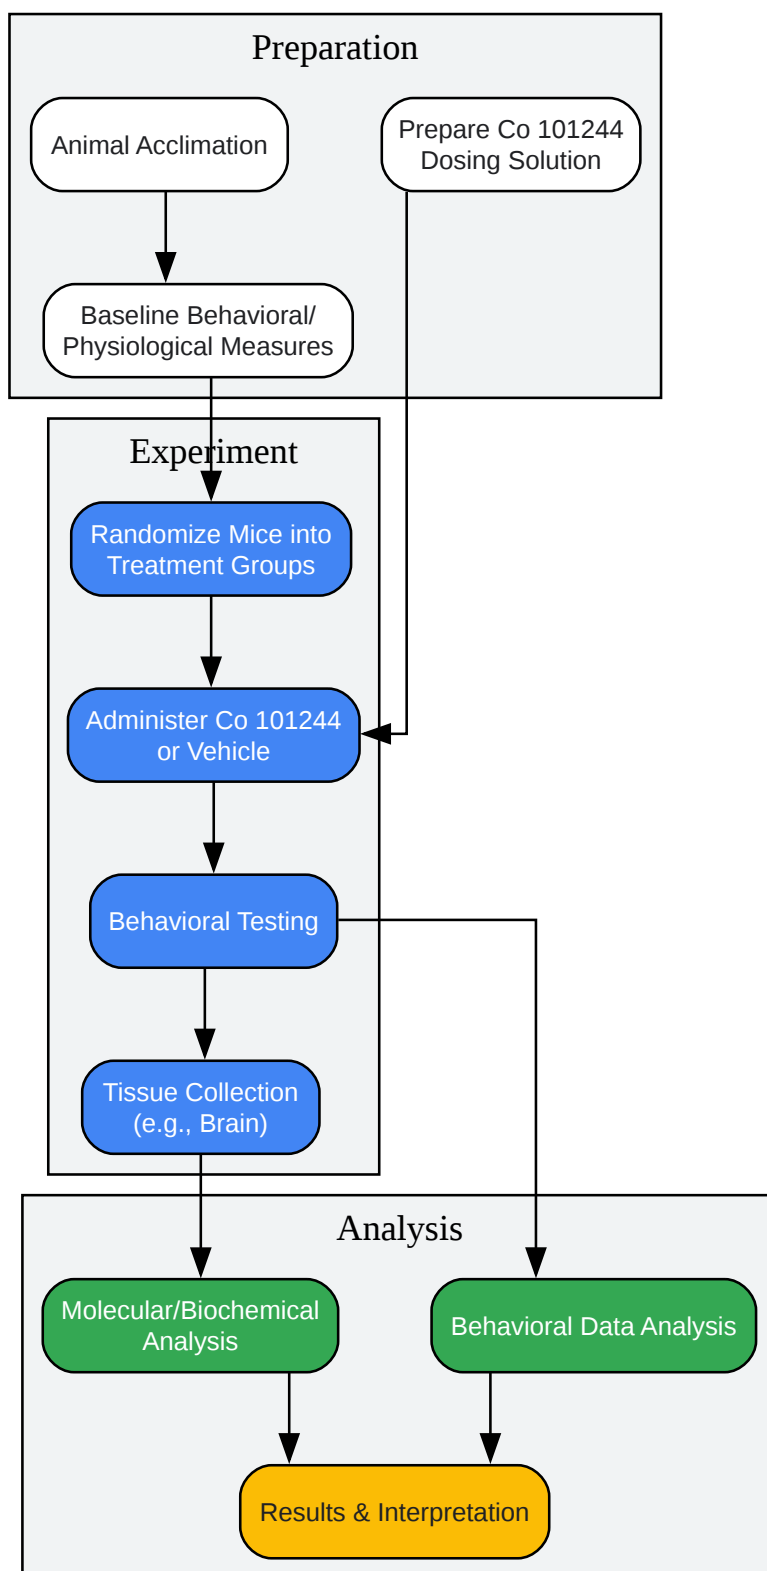 Preparation
Animal Acclimation
Prepare Co 101244
Dosing Solution
Baseline Behavioral/
Physiological Measures
Experiment
Randomize Mice into
Treatment Groups
Administer Co 101244
or Vehicle
Behavioral Testing
Tissue Collection
(e.g., Brain)
Analysis
Molecular/Biochemical
Analysis
Behavioral Data Analysis
Results & Interpretation